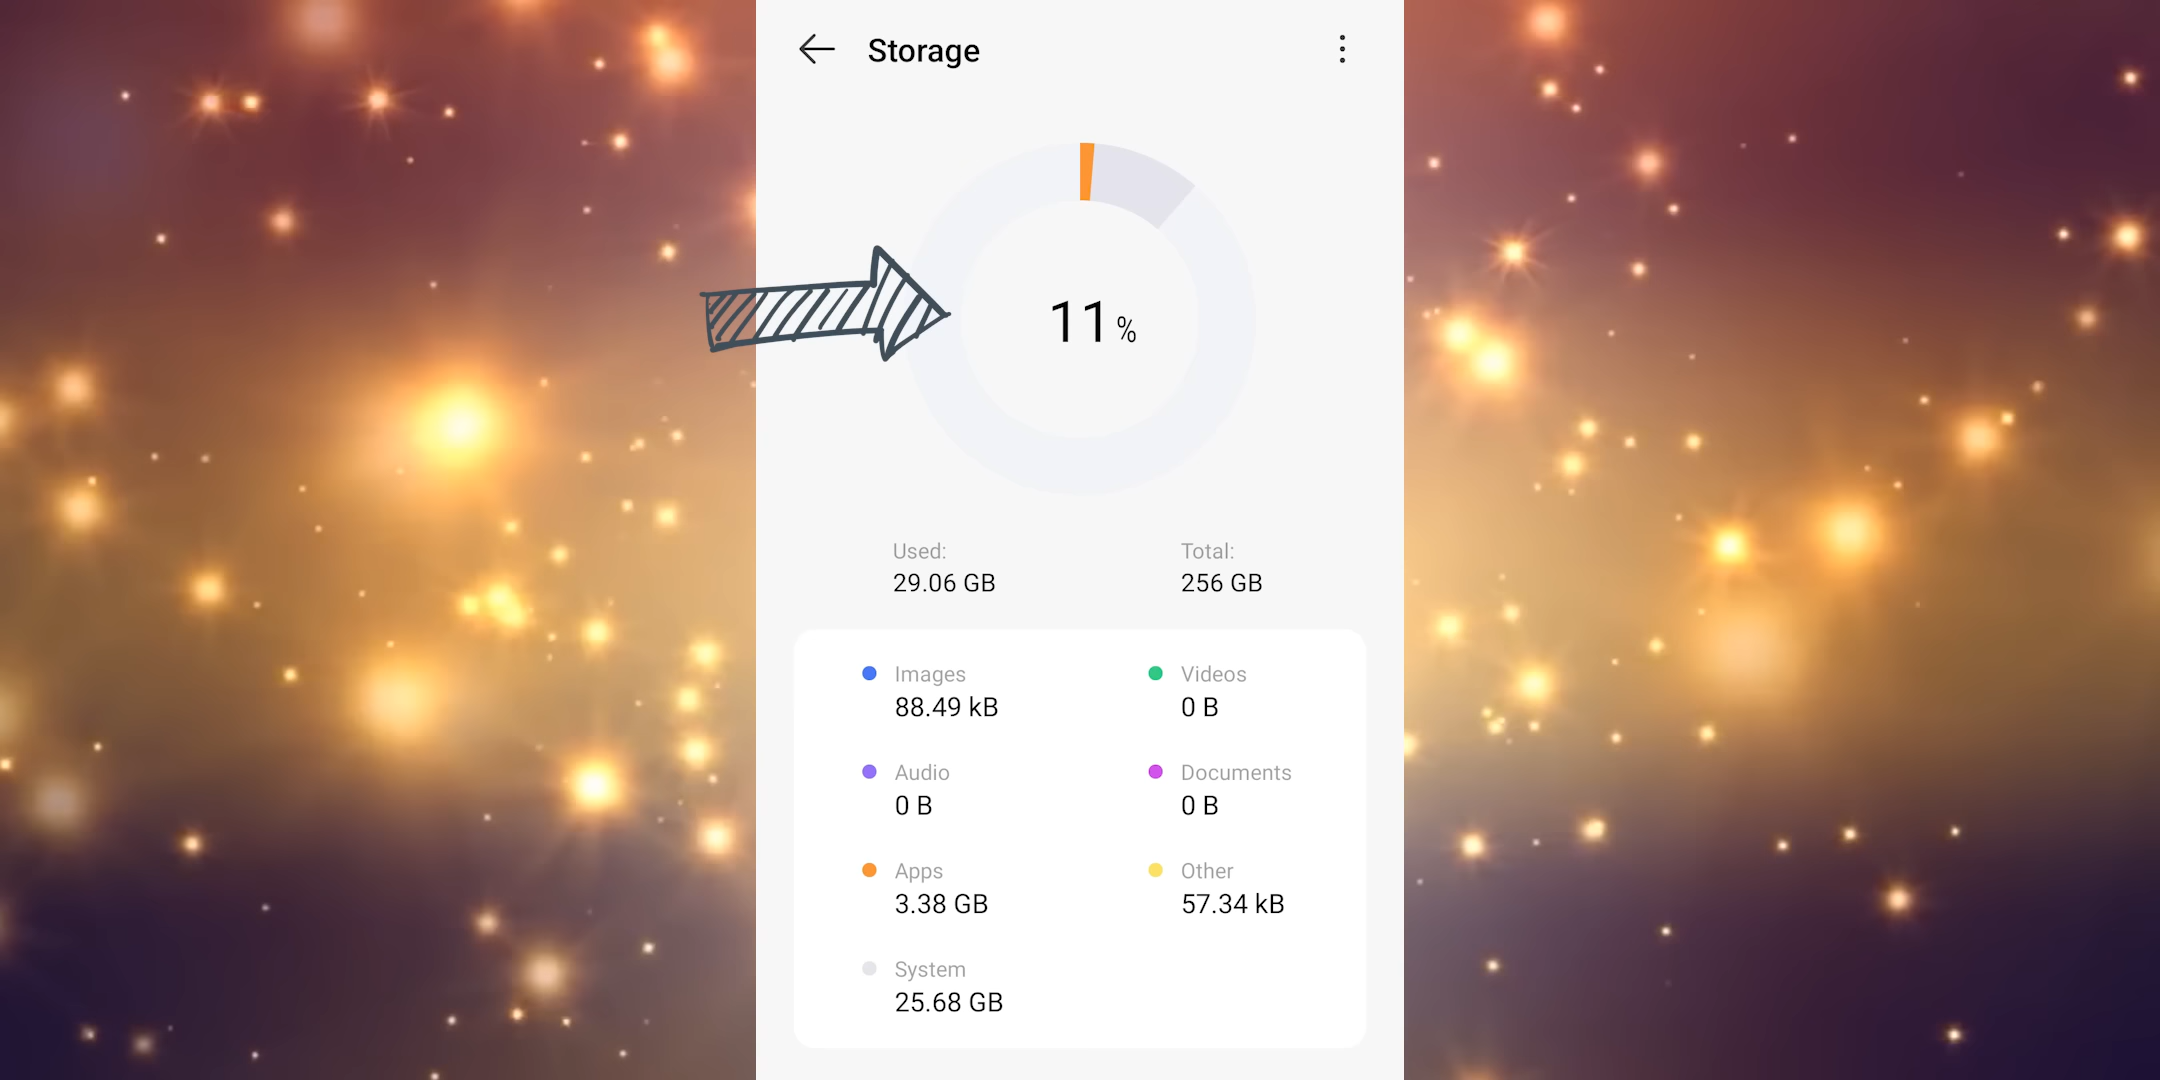 Storage
11 %
Used: Total:
29.06 GB 256 GB
Images Videos
88.49 kB 0 B
Audio Documents
0 B 0 B
Apps Other
3.38 GB 57.34 kB
System
25.68 GB